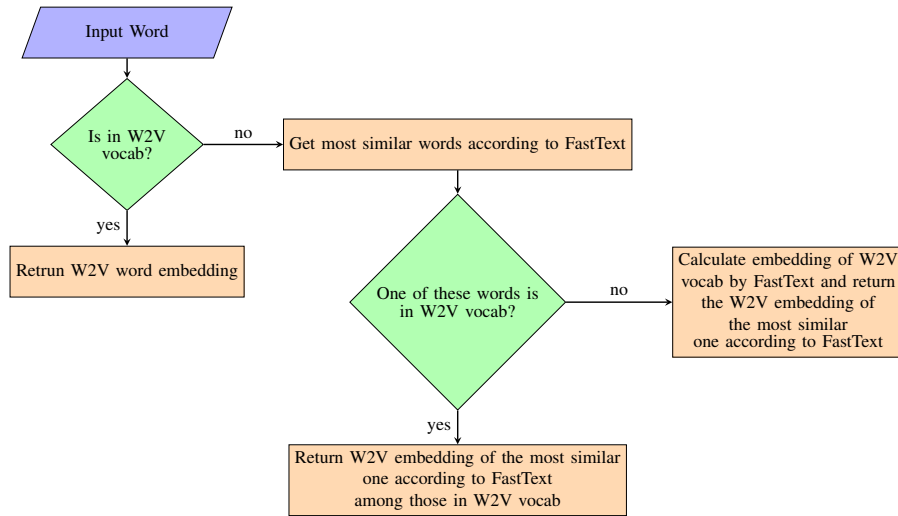 Input Word
Is in W2V
vocab?
no
Get most similar words according to FastText
yes
Retrun W2V word embedding
One of these words is
in W2V vocab?
no
Calculate embedding of W2V
vocab by FastText and return
the W2V embedding of
the most similar
one according to FastText
yes
Return W2V embedding of the most similar
one according to FastText
among those in W2V vocab